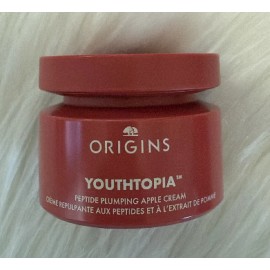 ORIGINS
YOUTHTOPIA™
PEPTIDE PLUMPING APPLE CREAM
CRÈME REPULPANTE AUX PEPTIDES ET À L'EXTRAIT DE POMME